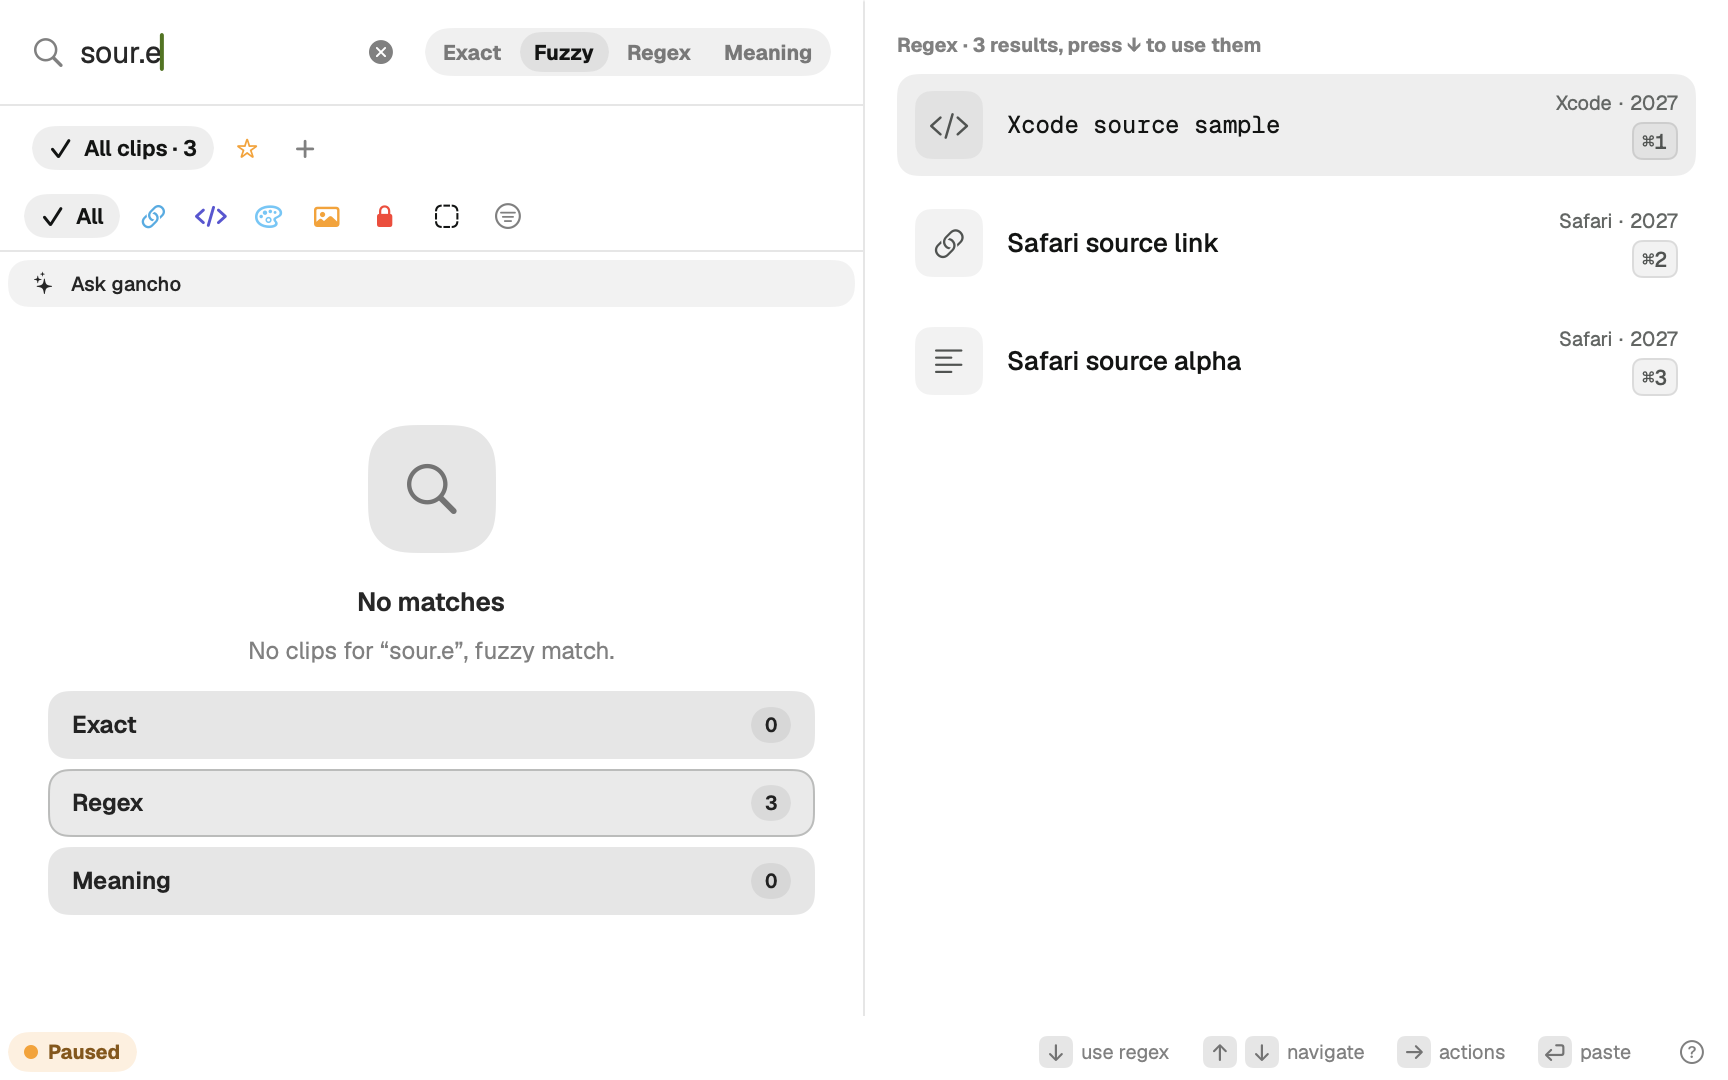 sour.e
Exact Fuzzy Regex Meaning
All clips · 3
All
Ask gancho
No matches
No clips for “sour.e”, fuzzy match.
Exact 0
Regex 3
Meaning 0
Regex · 3 results, press ↓ to use them
Xcode source sample
Xcode · 2027
⌘1
Safari source link
Safari · 2027
⌘2
Safari source alpha
Safari · 2027
⌘3
Paused
↓ use regex ↑ ↓ navigate → actions ↩ paste ?